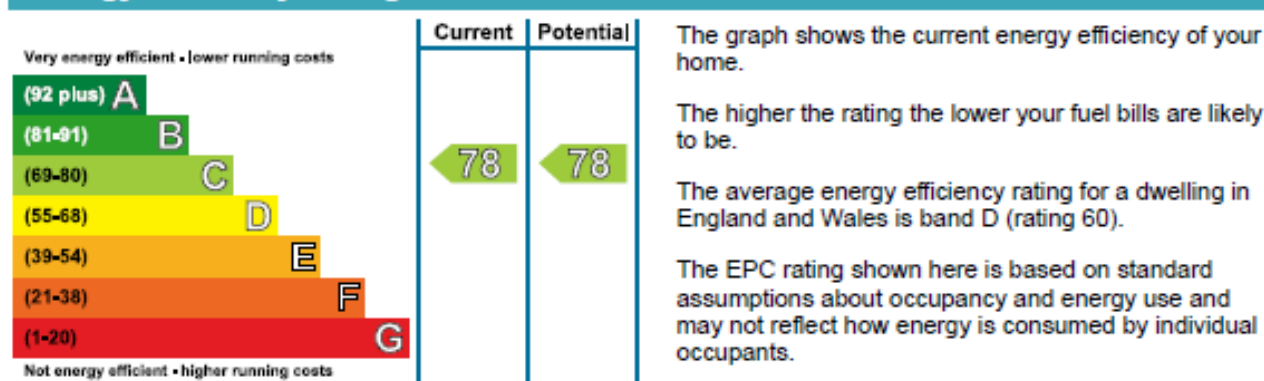 Current Potential
Very energy efficient - lower running costs
(92 plus) A
(81-91) B
(69-80) C
(55-68) D
(39-54) E
(21-38) F
(1-20) G
Not energy efficient - higher running costs
78 78
The graph shows the current energy efficiency of your
home.
The higher the rating the lower your fuel bills are likely
to be.
The average energy efficiency rating for a dwelling in
England and Wales is band D (rating 60).
The EPC rating shown here is based on standard
assumptions about occupancy and energy use and
may not reflect how energy is consumed by individual
occupants.